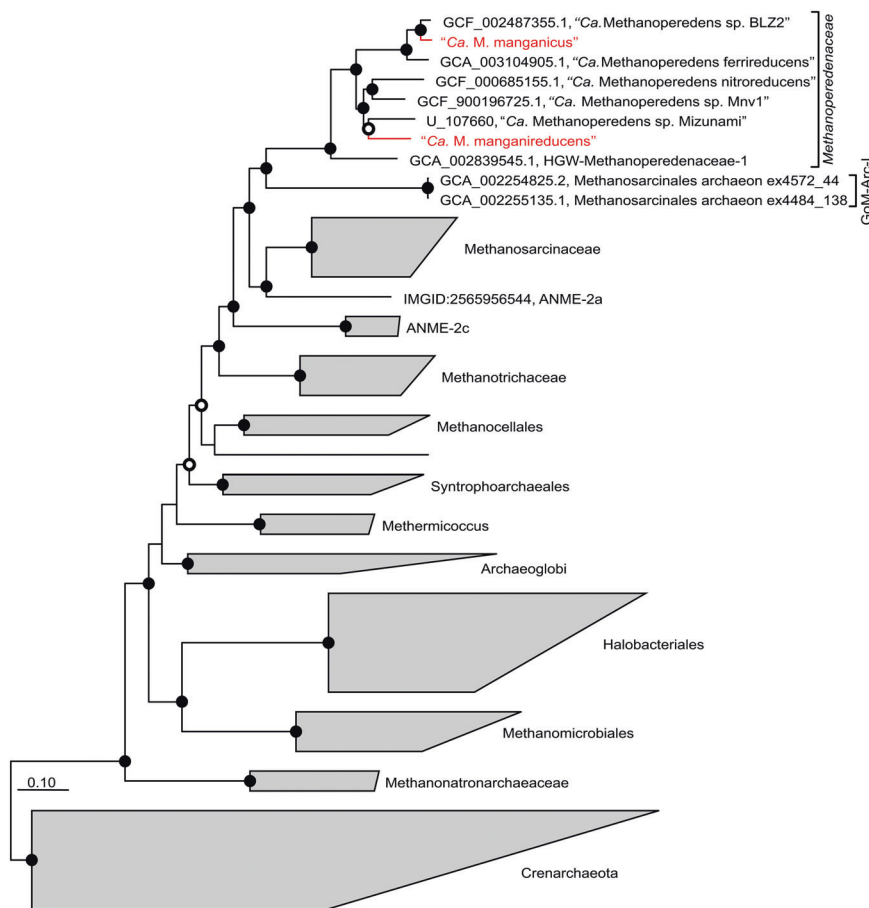 GCF_002487355.1, “Ca. Methanoperedens sp. BLZ2”
“Ca. M. manganicus”
GCA_003104905.1, “Ca. Methanoperedens ferrireducens”
GCF_000685155.1, “Ca. Methanoperedens nitroreducens”
GCF_900196725.1, “Ca. Methanoperedens sp. Mnv1”
U_107660, “Ca. Methanoperedens sp. Mizunami”
“Ca. M. manganireducens”
GCA_002839545.1, HGW-Methanoperedenaceae-1
Methanoperedenaceae
GCA_002254825.2, Methanosarcinales archaeon ex4572_44
GCA_002255135.1, Methanosarcinales archaeon ex4484_138
GoM-Arc-I
Methanosarcinaceae
IMGID:2565956544, ANME-2a
ANME-2c
Methanotrichaceae
Methanocellales
Syntrophoarchaeales
Methermicoccus
Archaeoglobi
Halobacteriales
Methanomicrobiales
Methanonatronarchaeaceae
0.10
Crenarchaeota